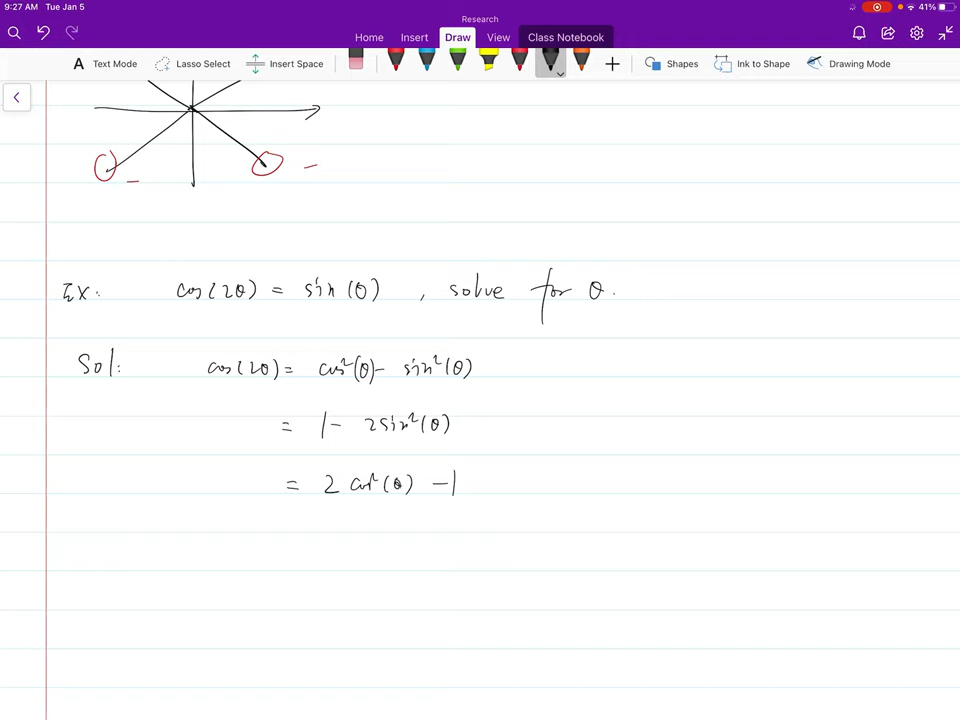 9:27 AM Tue Jan 5 41%
Research
Home Insert Draw View Class Notebook
A Text Mode Lasso Select Insert Space + Shapes Ink to Shape Drawing Mode
Ex: cos(2θ) = sin(θ), solve for θ.
Sol: cos(2θ) = cos²(θ) - sin²(θ)
= 1 - 2sin²(θ)
= 2cos²(θ) - 1